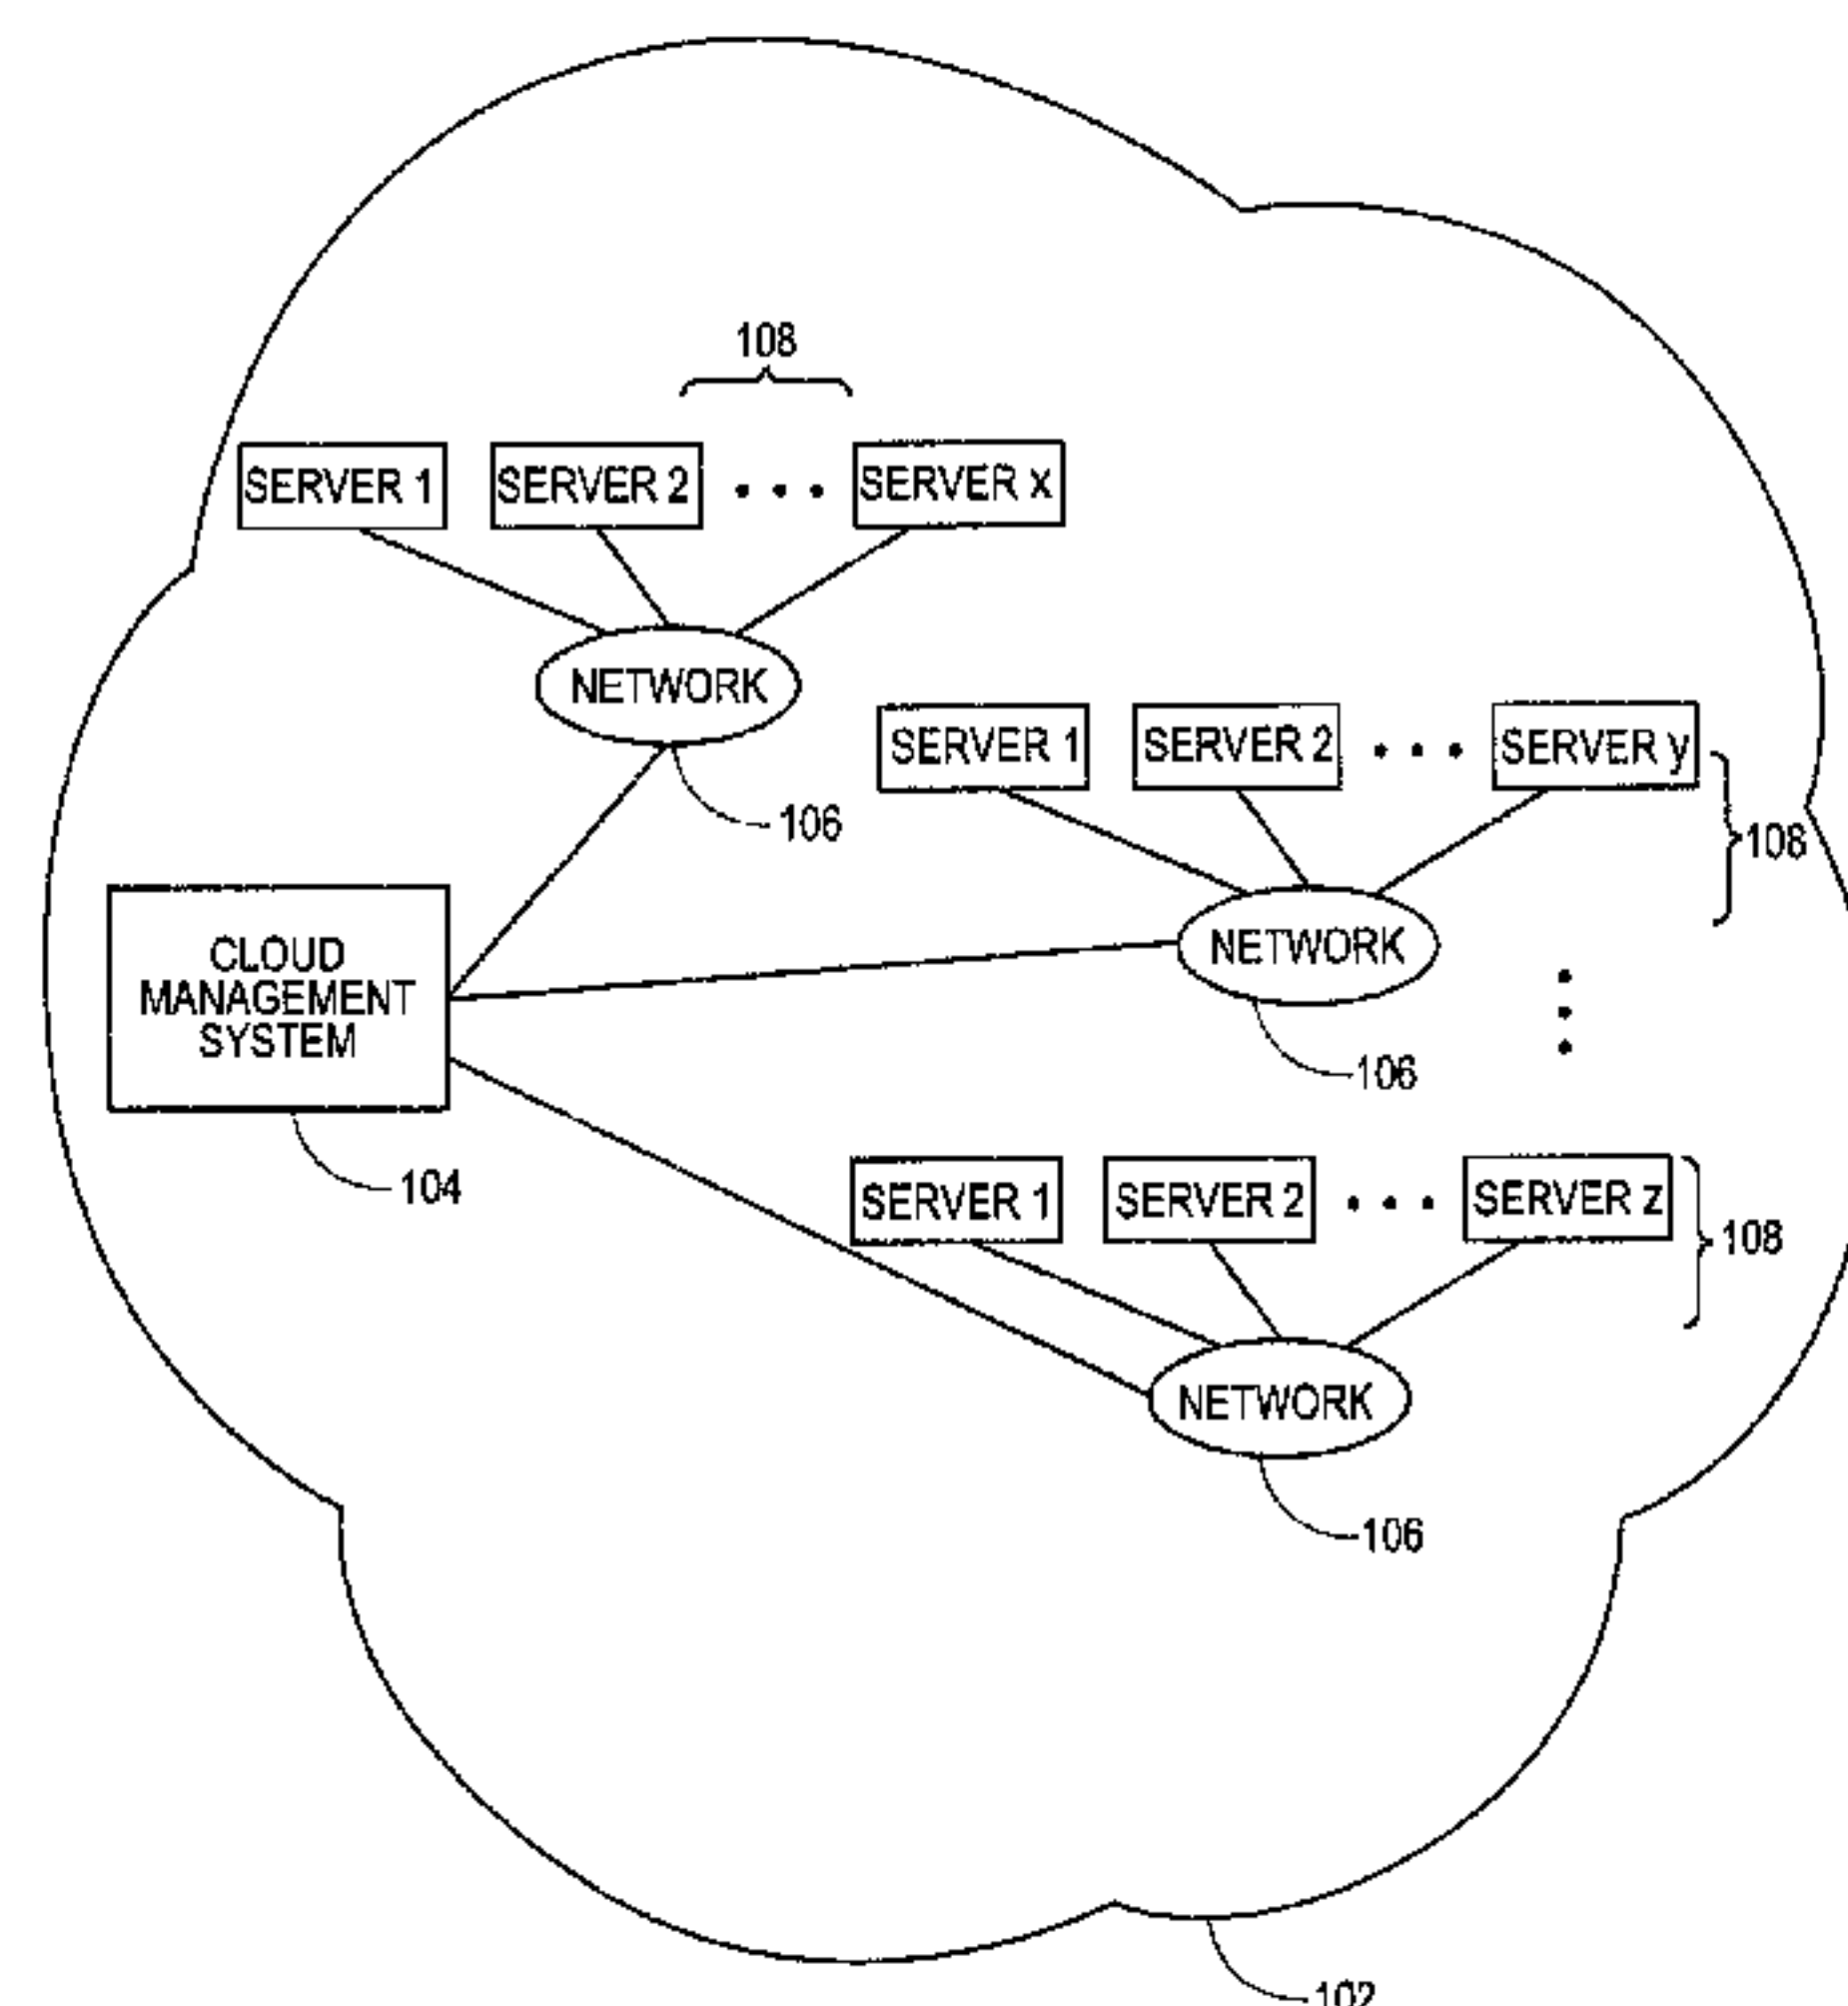 108
SERVER 1
SERVER 2
SERVER x
NETWORK
106
SERVER 1
SERVER 2
SERVER y
108
NETWORK
106
CLOUD
MANAGEMENT
SYSTEM
104
SERVER 1
SERVER 2
SERVER z
108
NETWORK
106
102